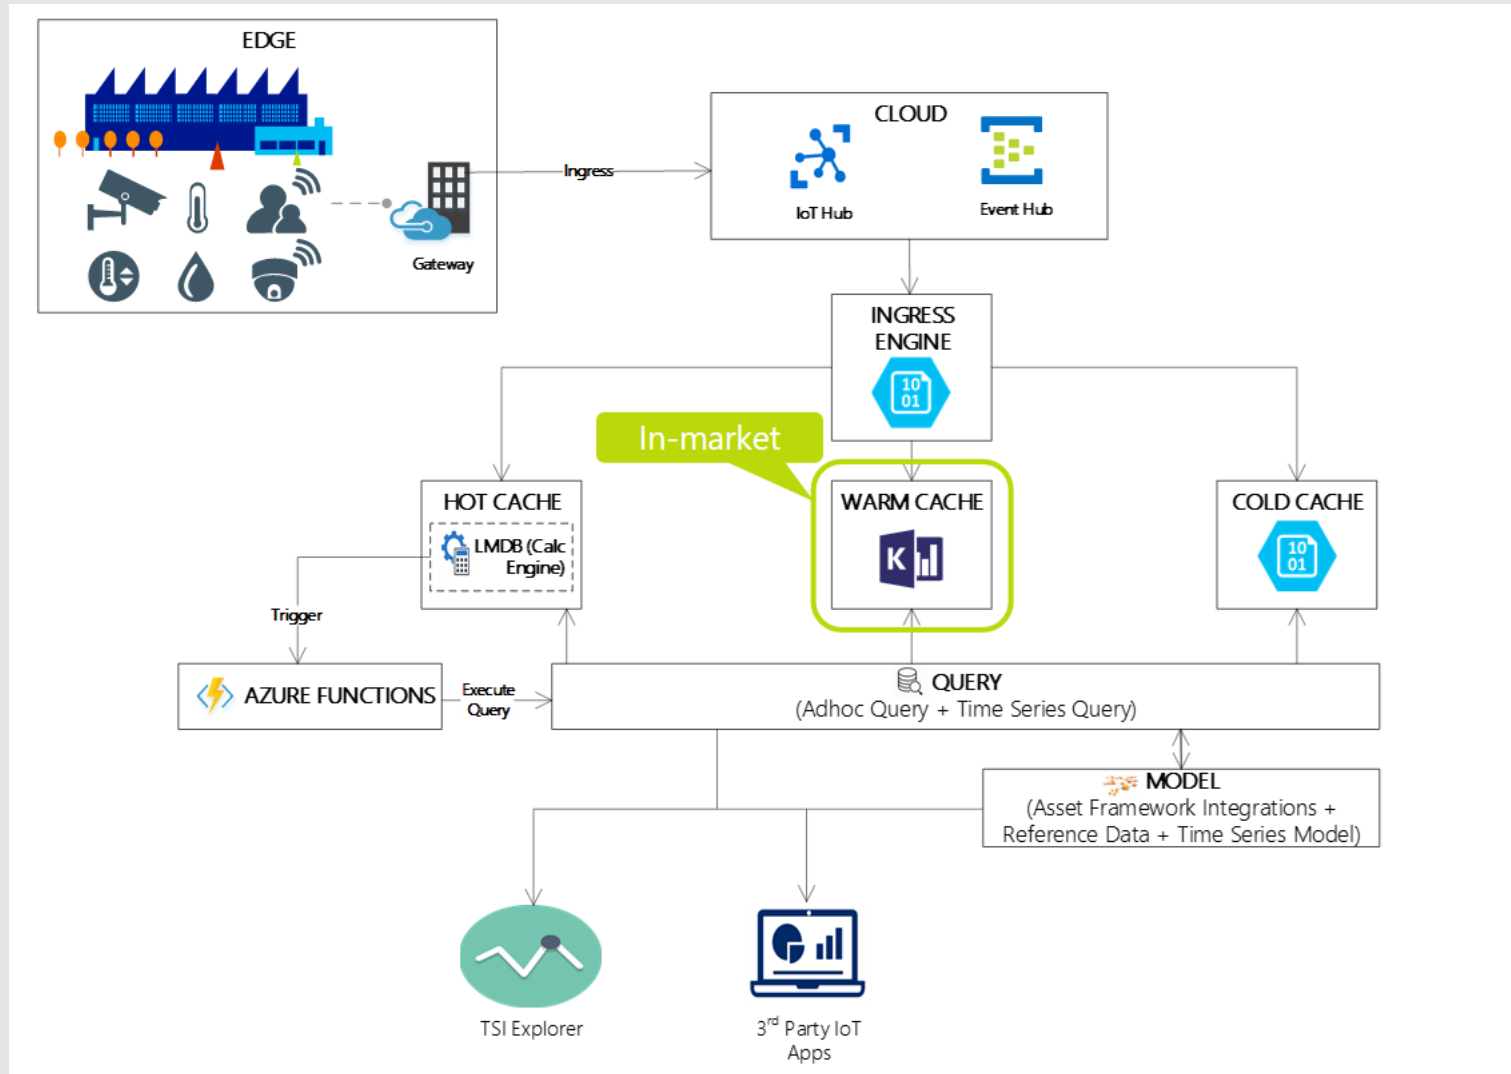 EDGE
Gateway
Ingress
CLOUD
IoT Hub
Event Hub
INGRESS
ENGINE
10
01
In-market
HOT CACHE
LMDB (Calc
Engine)
WARM CACHE
K
COLD CACHE
10
01
Trigger
AZURE FUNCTIONS
Execute
Query
QUERY
(Adhoc Query + Time Series Query)
MODEL
(Asset Framework Integrations +
Reference Data + Time Series Model)
TSI Explorer
3rd Party IoT
Apps